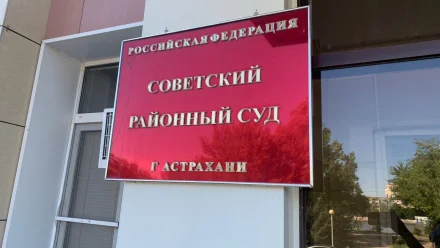 РОССИЙСКАЯ ФЕДЕРАЦИЯ
СОВЕТСКИЙ
РАЙОННЫЙ СУД
Г АСТРАХАНИ